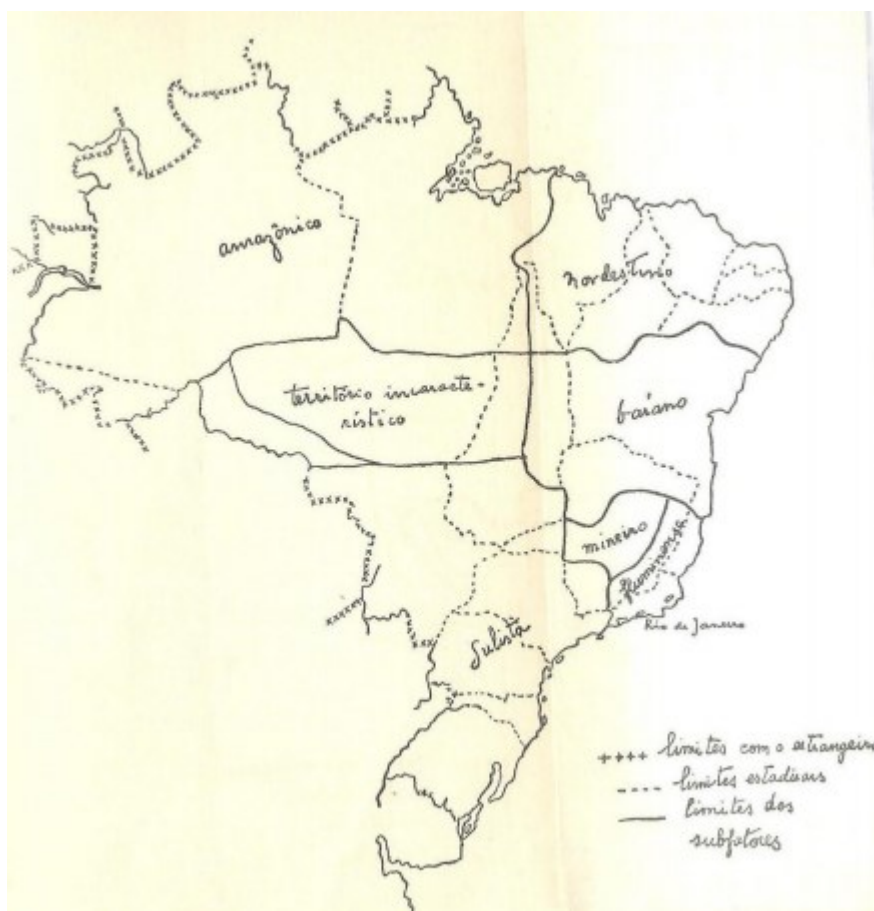 amazônico
nordestino
território incaracte-
rístico
baiano
mineiro
fluminense
Rio de Janeiro
Sulista
++++ limites com o estrangeiro
---- limites estaduais
—— limites dos
subfatores